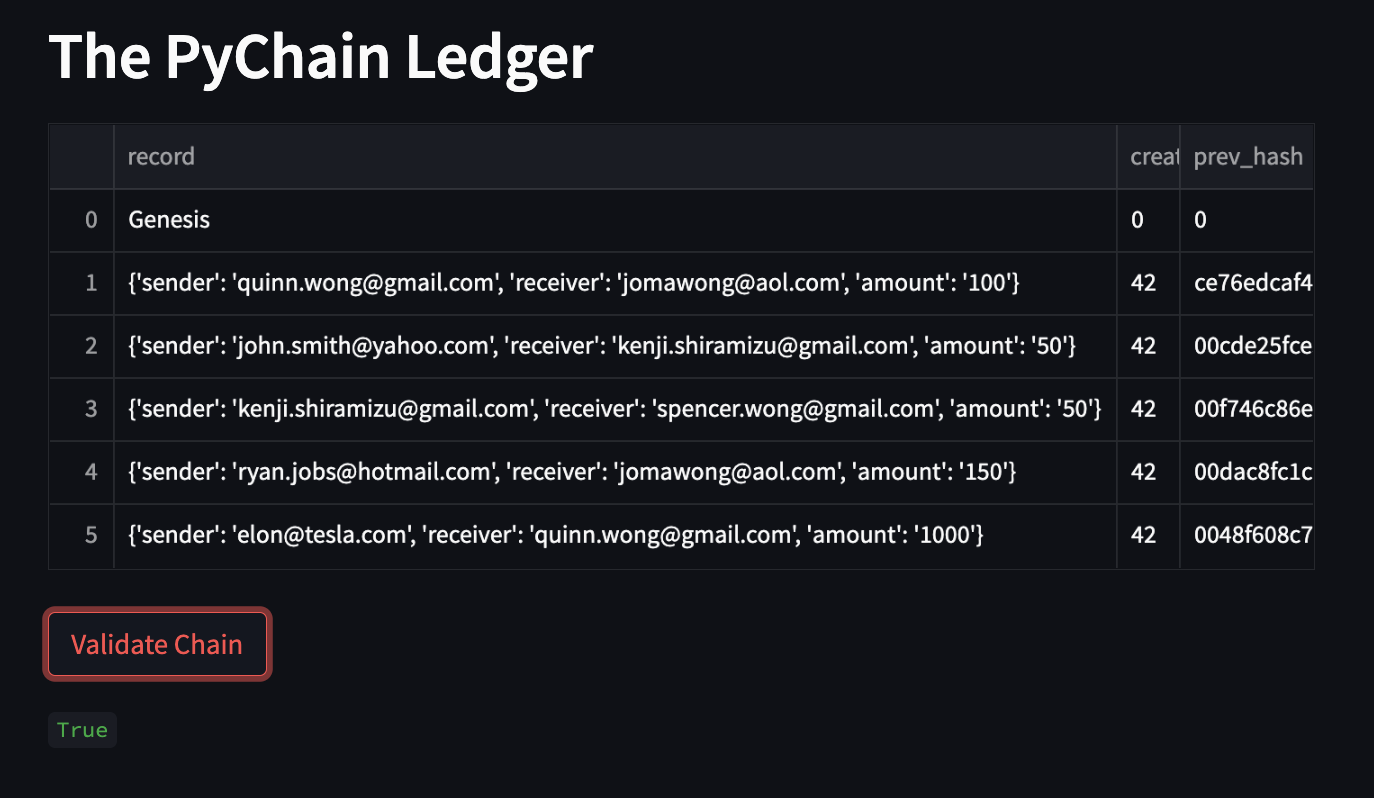 The PyChain Ledger
record creat prev_hash
0 Genesis 0 0
1 {'sender': 'quinn.wong@gmail.com', 'receiver': 'jomawong@aol.com', 'amount': '100'} 42 ce76edcaf4
2 {'sender': 'john.smith@yahoo.com', 'receiver': 'kenji.shiramizu@gmail.com', 'amount': '50'} 42 00cde25fce
3 {'sender': 'kenji.shiramizu@gmail.com', 'receiver': 'spencer.wong@gmail.com', 'amount': '50'} 42 00f746c86e
4 {'sender': 'ryan.jobs@hotmail.com', 'receiver': 'jomawong@aol.com', 'amount': '150'} 42 00dac8fc1c
5 {'sender': 'elon@tesla.com', 'receiver': 'quinn.wong@gmail.com', 'amount': '1000'} 42 0048f608c7
Validate Chain
True